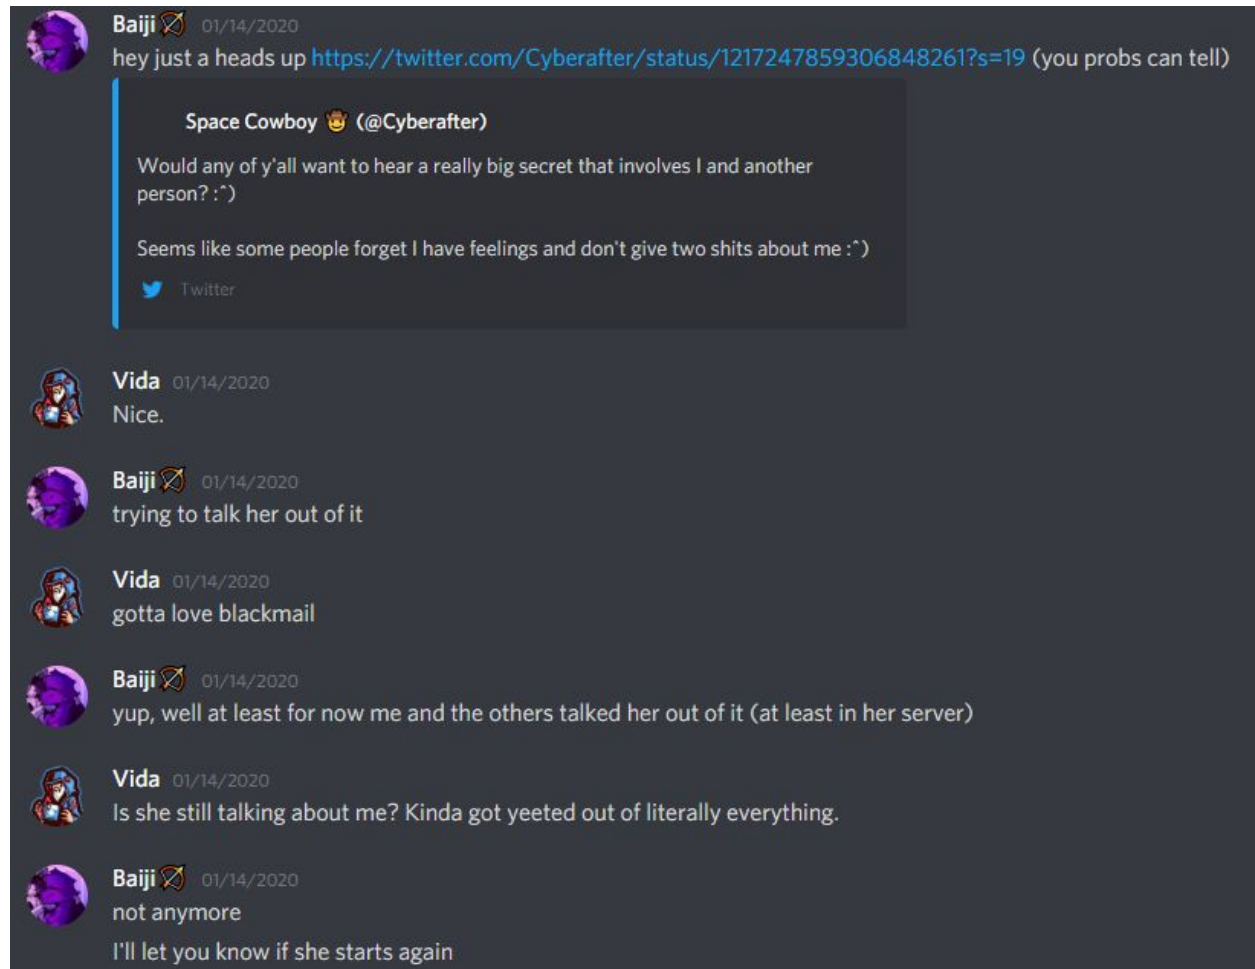 Baiji🏹 01/14/2020
hey just a heads up https://twitter.com/Cyberafter/status/1217247859306848261?s=19 (you probs can tell)
Space Cowboy 🤠 (@Cyberafter)
Would any of y'all want to hear a really big secret that involves I and another
person? :^)
Seems like some people forget I have feelings and don't give two shits about me :^)
Twitter
Vida 01/14/2020
Nice.
Baiji🏹 01/14/2020
trying to talk her out of it
Vida 01/14/2020
gotta love blackmail
Baiji🏹 01/14/2020
yup, well at least for now me and the others talked her out of it (at least in her server)
Vida 01/14/2020
Is she still talking about me? Kinda got yeeted out of literally everything.
Baiji🏹 01/14/2020
not anymore
I'll let you know if she starts again